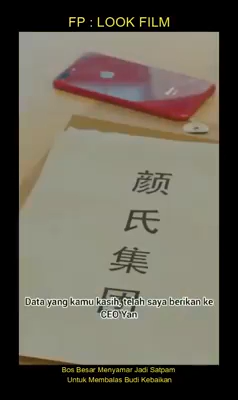 FP : LOOK FILM
颜
氏
集
团
Data yang kamu kasih, telah saya berikan ke
CEO Yan
Bos Besar Menyamar Jadi Satpam
Untuk Membalas Budi Kebaikan